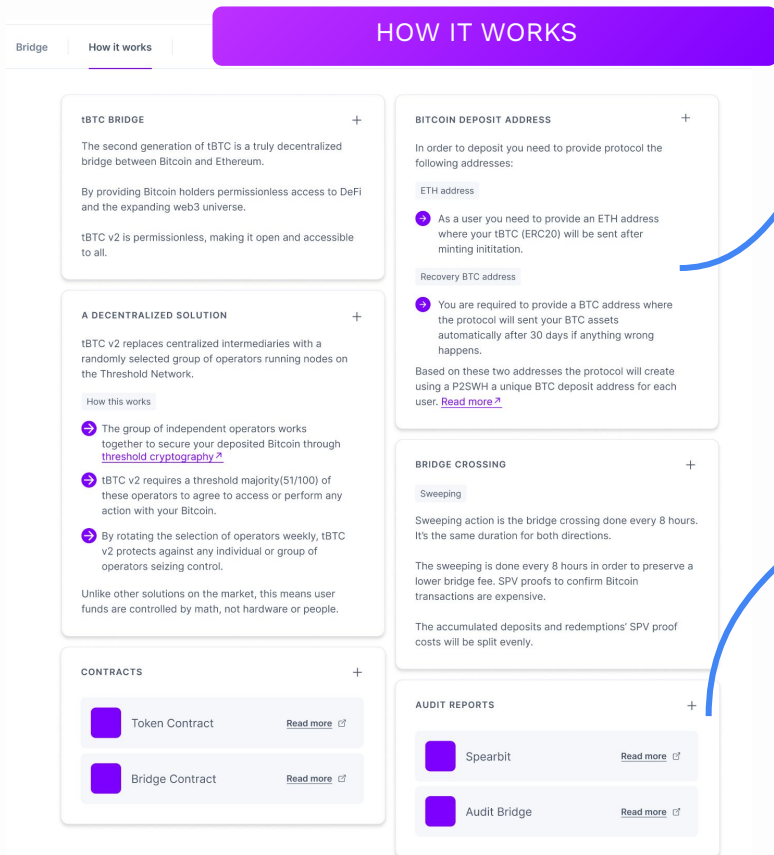 HOW IT WORKS
Bridge
How it works
tBTC BRIDGE
The second generation of tBTC is a truly decentralized
bridge between Bitcoin and Ethereum.
By providing Bitcoin holders permissionless access to DeFi
and the expanding web3 universe.
tBTC v2 is permissionless, making it open and accessible
to all.
A DECENTRALIZED SOLUTION
tBTC v2 replaces centralized intermediaries with a
randomly selected group of operators running nodes on
the Threshold Network.
How this works
The group of independent operators works
together to secure your deposited Bitcoin through
threshold cryptography
tBTC v2 requires a threshold majority(51/100) of
these operators to agree to access or perform any
action with your Bitcoin.
By rotating the selection of operators weekly, tBTC
v2 protects against any individual or group of
operators seizing control.
Unlike other solutions on the market, this means user
funds are controlled by math, not hardware or people.
CONTRACTS
Token Contract
Read more
Bridge Contract
Read more
BITCOIN DEPOSIT ADDRESS
In order to deposit you need to provide protocol the
following addresses:
ETH address
As a user you need to provide an ETH address
where your tBTC (ERC20) will be sent after
minting inititation.
Recovery BTC address
You are required to provide a BTC address where
the protocol will sent your BTC assets
automatically after 30 days if anything wrong
happens.
Based on these two addresses the protocol will create
using a P2SWH a unique BTC deposit address for each
user. Read more
BRIDGE CROSSING
Sweeping
Sweeping action is the bridge crossing done every 8 hours.
It's the same duration for both directions.
The sweeping is done every 8 hours in order to preserve a
lower bridge fee. SPV proofs to confirm Bitcoin
transactions are expensive.
The accumulated deposits and redemptions' SPV proof
costs will be split evenly.
AUDIT REPORTS
Spearbit
Read more
Audit Bridge
Read more